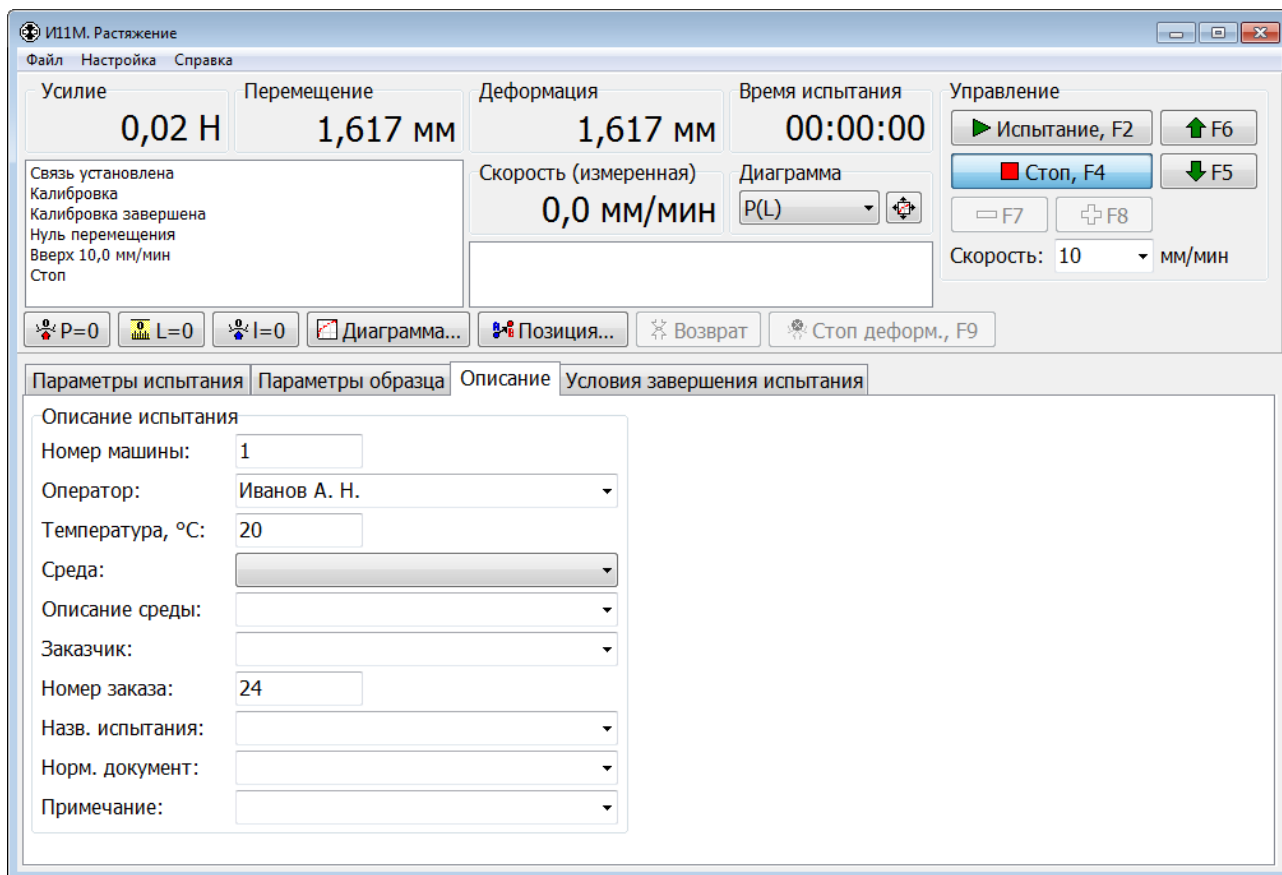 И11М. Растяжение
Файл Настройка Справка
Усилие Перемещение Деформация Время испытания Управление
0,02 Н 1,617 мм 1,617 мм 00:00:00
Испытание, F2 F6
Связь установлена
Калибровка
Калибровка завершена
Нуль перемещения
Вверх 10,0 мм/мин
Стоп
Скорость (измеренная) Диаграмма
0,0 мм/мин P(L)
Стоп, F4 F5
F7 F8
Скорость: 10 мм/мин
P=0 L=0 l=0 Диаграмма... Позиция... Возврат Стоп деформ., F9
Параметры испытания Параметры образца Описание Условия завершения испытания
Описание испытания
Номер машины: 1
Оператор: Иванов А. Н.
Температура, °C: 20
Среда:
Описание среды:
Заказчик:
Номер заказа: 24
Назв. испытания:
Норм. документ:
Примечание: